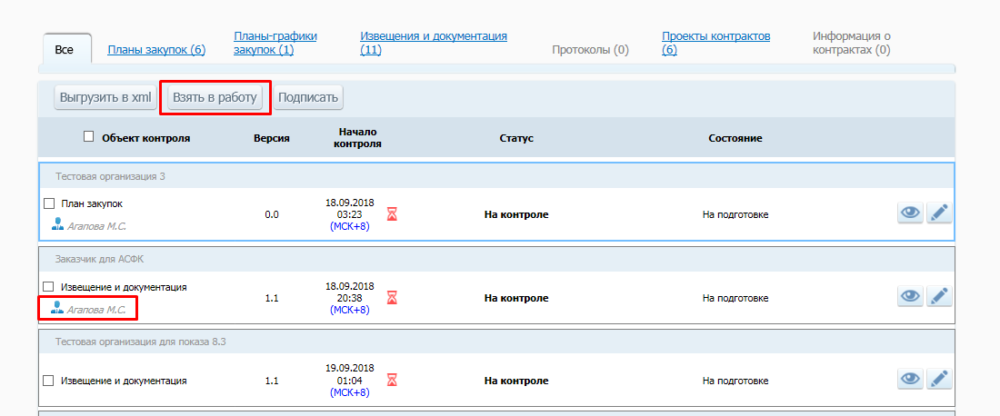 Все
Планы закупок (6)
Планы-графики
закупок (1)
Извещения и документация
(11)
Протоколы (0)
Проекты контрактов
(6)
Информация о
контрактах (0)
Выгрузить в xml
Взять в работу
Подписать
Объект контроля
Версия
Начало
контроля
Статус
Состояние
Тестовая организация 3
План закупок
Агапова М.С.
0.0
18.09.2018
03:23
(МСК+8)
На контроле
На подготовке
Заказчик для АСФК
Извещение и документация
Агапова М.С.
1.1
18.09.2018
20:38
(МСК+8)
На контроле
На подготовке
Тестовая организация для показа 8.3
Извещение и документация
1.1
19.09.2018
01:04
(МСК+8)
На контроле
На подготовке